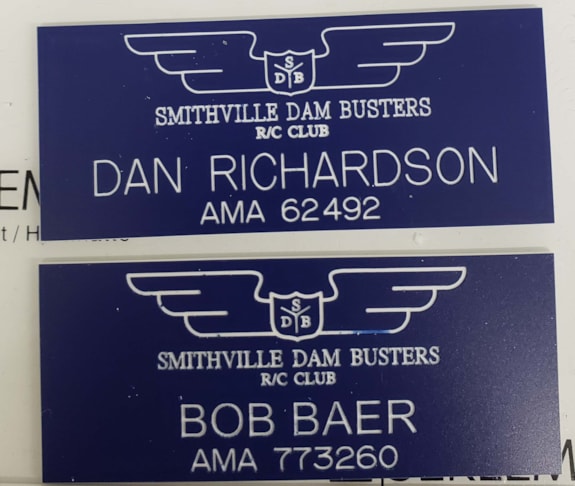 S
D B
SMITHVILLE DAM BUSTERS
R/C CLUB
DAN RICHARDSON
AMA 62492
S
D B
SMITHVILLE DAM BUSTERS
R/C CLUB
BOB BAER
AMA 773260